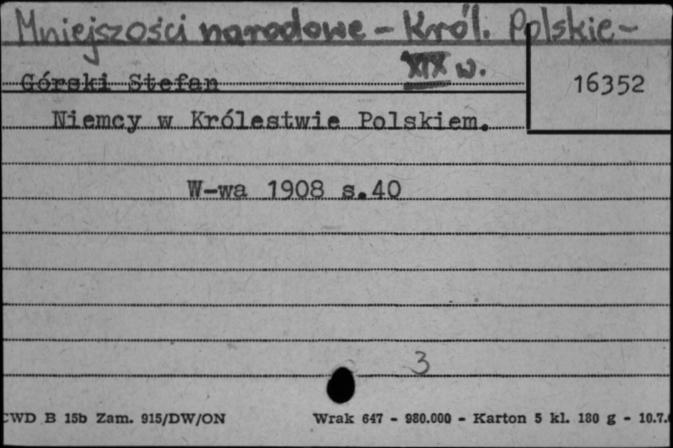 Mniejszości narodowe - Król. Polskie -
XIX w.
Górski Stefan
16352
Niemcy w Królestwie Polskiem.
W-wa 1908 s.40
3
CWD B 15b Zam. 915/DW/ON Wrak 647 - 980.000 - Karton 5 kl. 180 g - 10.7.